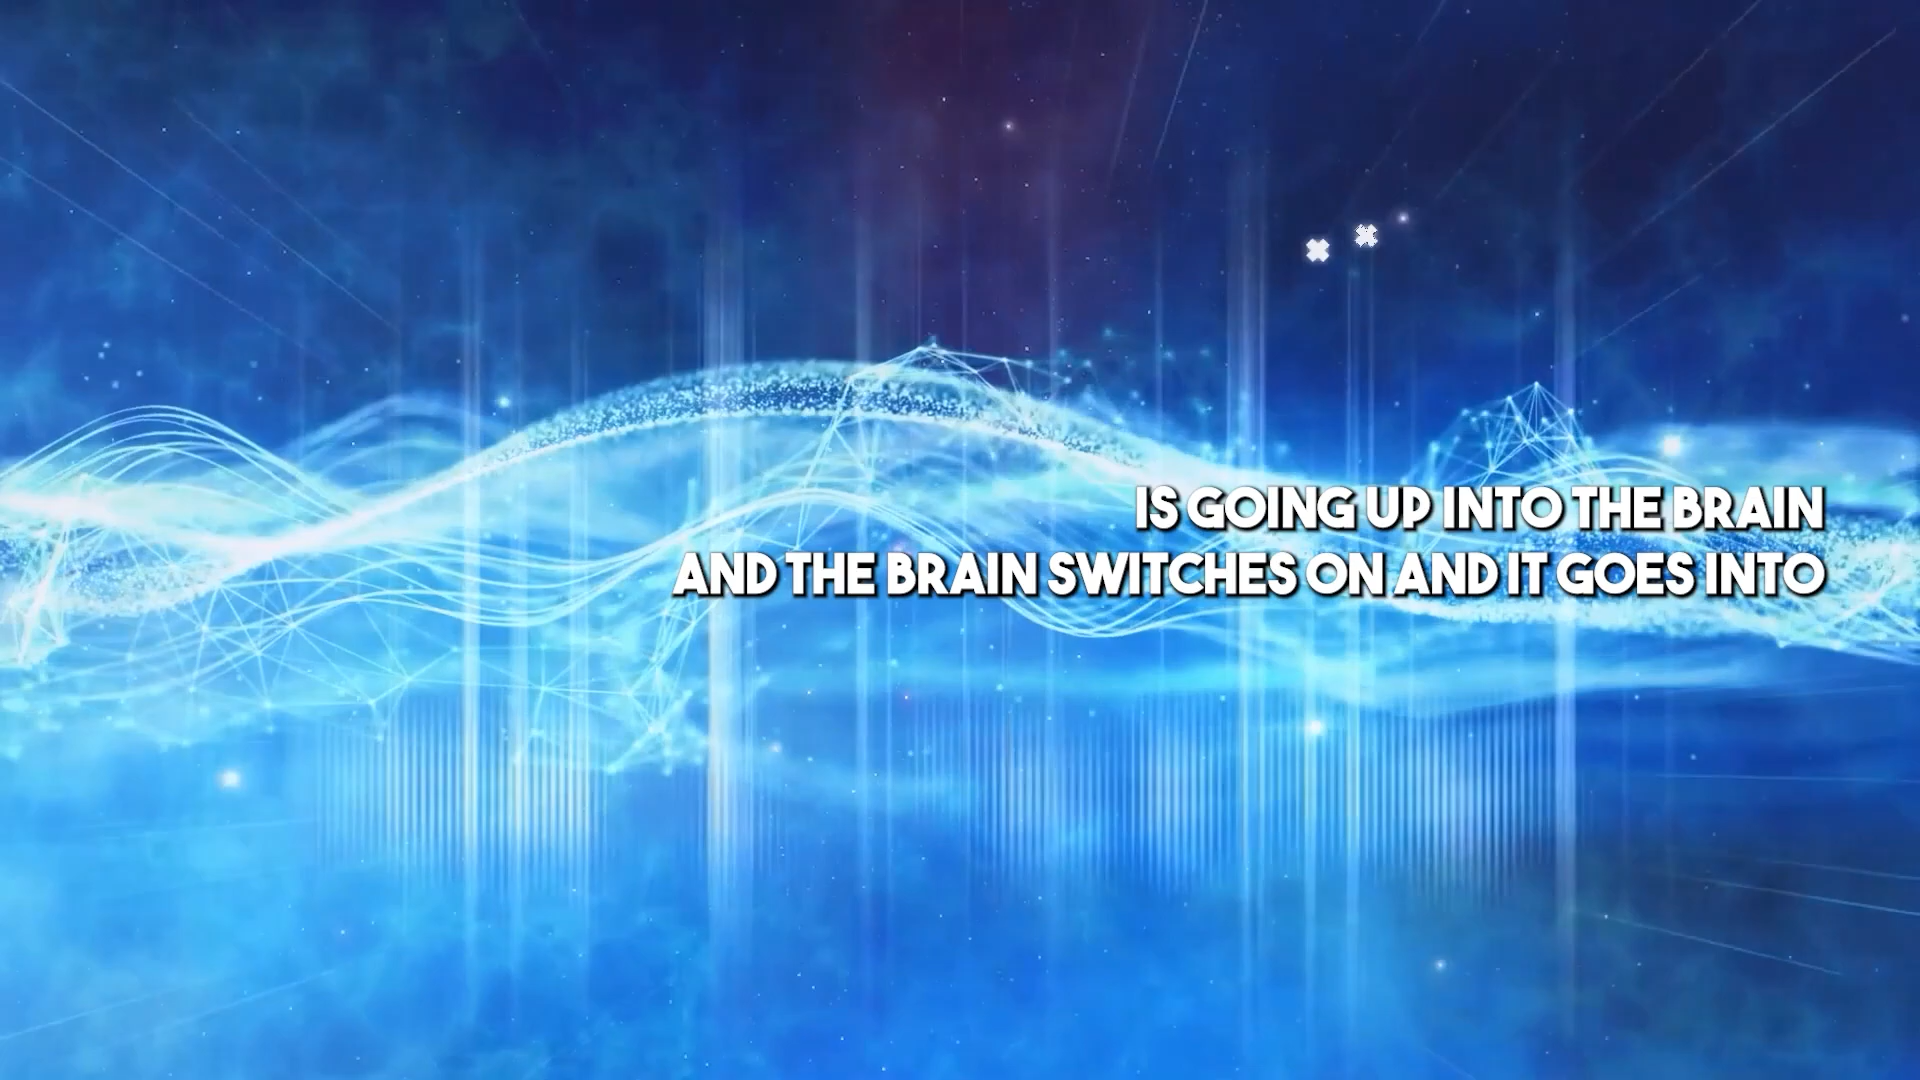 IS GOING UP INTO THE BRAIN
AND THE BRAIN SWITCHES ON AND IT GOES INTO